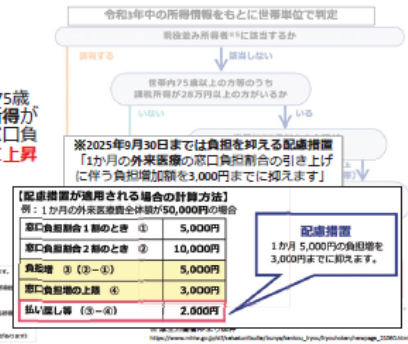 令和3年中の所得情報をもとに世帯単位で判定
現役並み所得者※5に該当するか
該当する
該当しない
世帯内75歳以上の方等のうち
課税所得が28万円以上の方がいるか
いない
いる
75歳
所得が
窓口負
上昇
※2025年9月30日までは負担を抑える配慮措置
「1か月の外来医療の窓口負担割合の引き上げ
に伴う負担増加額を3,000円までに抑えます」
【配慮措置が適用される場合の計算方法】
例：1か月の外来医療費全体額が50,000円の場合
窓口負担割合1割のとき ① 5,000円
窓口負担割合2割のとき ② 10,000円
負担増 ③（②－①） 5,000円
窓口負担増の上限 ④ 3,000円
払い戻し等（③－④） 2,000円
配慮措置
1か月 5,000円の負担増を
3,000円までに抑えます。